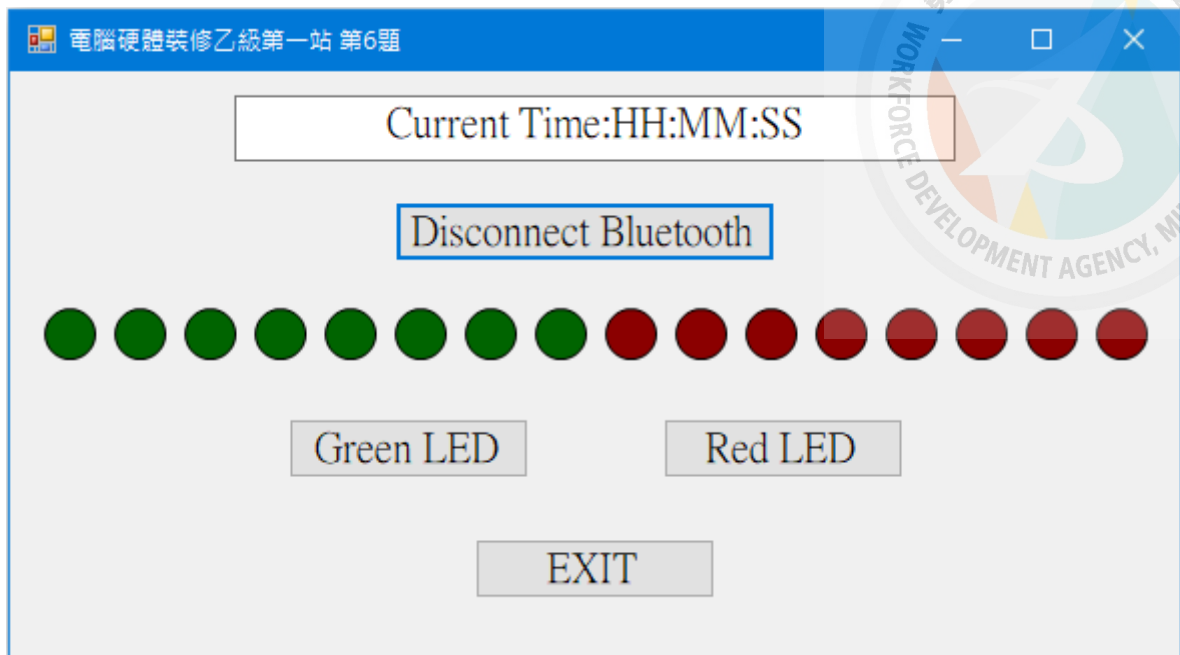 電腦硬體裝修乙級第一站 第6題
Current Time:HH:MM:SS
Disconnect Bluetooth
Green LED
Red LED
EXIT
WORKFORCE DEVELOPMENT AGENCY,